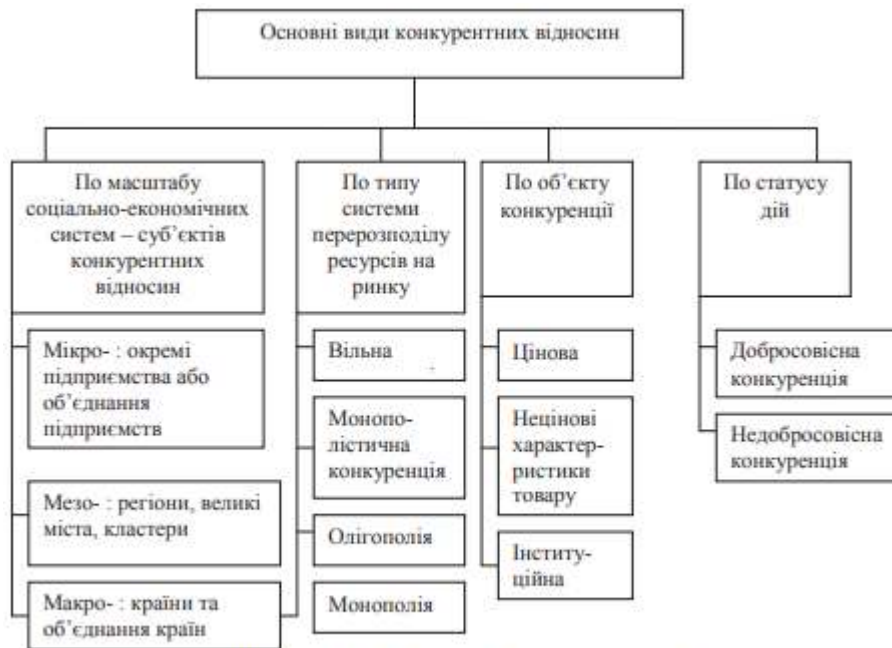 Основні види конкурентних відносин
По масштабу
соціально-економічних
систем – суб’єктів
конкурентних
відносин
Мікро- : окремі
підприємства або
об’єднання
підприємств
Мезо- : регіони, великі
міста, кластери
Макро- : країни та
об’єднання країн
По типу
системи
перерозподілу
ресурсів на
ринку
Вільна
Монопо-
лістична
конкуренція
Олігополія
Монополія
По об’єкту
конкуренції
Цінова
Нецінові
характер-
ристики
товару
Інститу-
ційна
По статусу
дій
Добросовісна
конкуренція
Недобросовісна
конкуренція